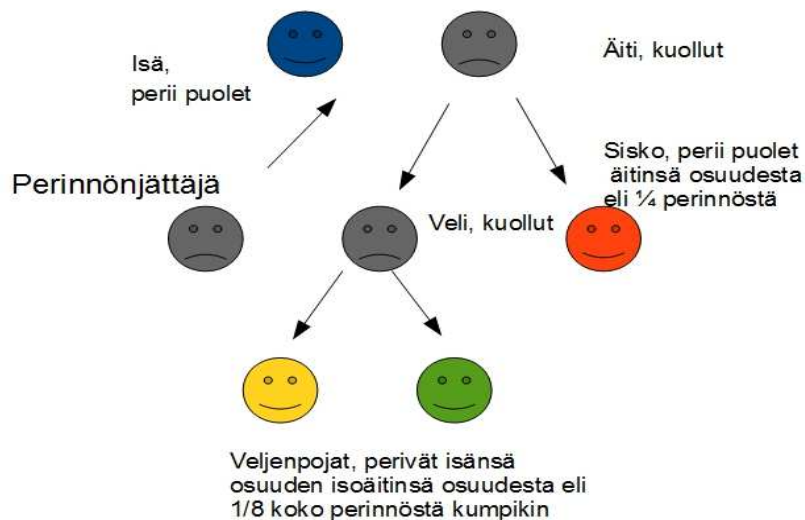 Isä,
perii puolet
Äiti, kuollut
Perinnönjättäjä
Veli, kuollut
Sisko, perii puolet
äitinsä osuudesta
eli ¼ perinnöstä
Veljenpojat, perivät isänsä
osuuden isoäitinsä osuudesta eli
1/8 koko perinnöstä kumpikin